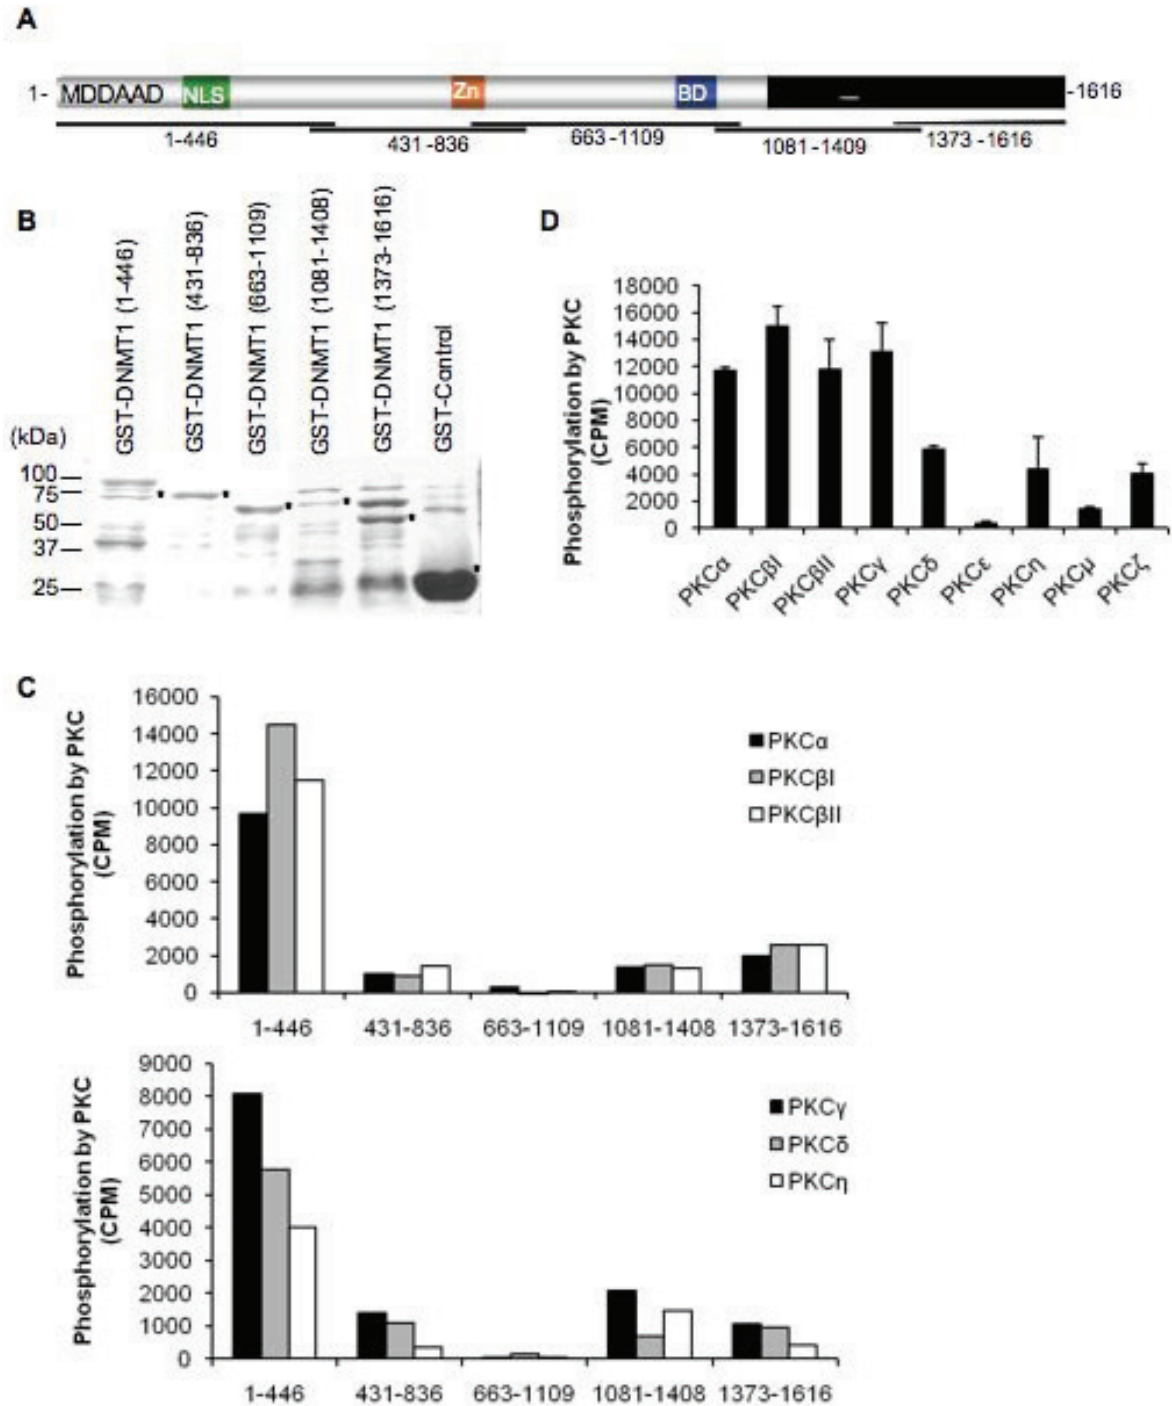 A
1-
MDDAAD
NLS
Zn
BD
-1616
1-446
431-836
663-1109
1081-1409
1373-1616
B
GST-DNMT1 (1-446)
GST-DNMT1 (431-836)
GST-DNMT1 (663-1109)
GST-DNMT1 (1081-1408)
GST-DNMT1 (1373-1616)
GST-Control
(kDa)
100
75
50
37
25
D
Phosphorylation by PKC
(CPM)
18000
16000
14000
12000
10000
8000
6000
4000
2000
0
PKCα
PKCβI
PKCβII
PKCγ
PKCδ
PKCε
PKCη
PKCμ
PKCζ
C
Phosphorylation by PKC
(CPM)
16000
14000
12000
10000
8000
6000
4000
2000
0
1-446
431-836
663-1109
1081-1408
1373-1616
PKCα
PKCβI
PKCβII
Phosphorylation by PKC
(CPM)
9000
8000
7000
6000
5000
4000
3000
2000
1000
0
1-446
431-836
663-1109
1081-1408
1373-1616
PKCγ
PKCδ
PKCη